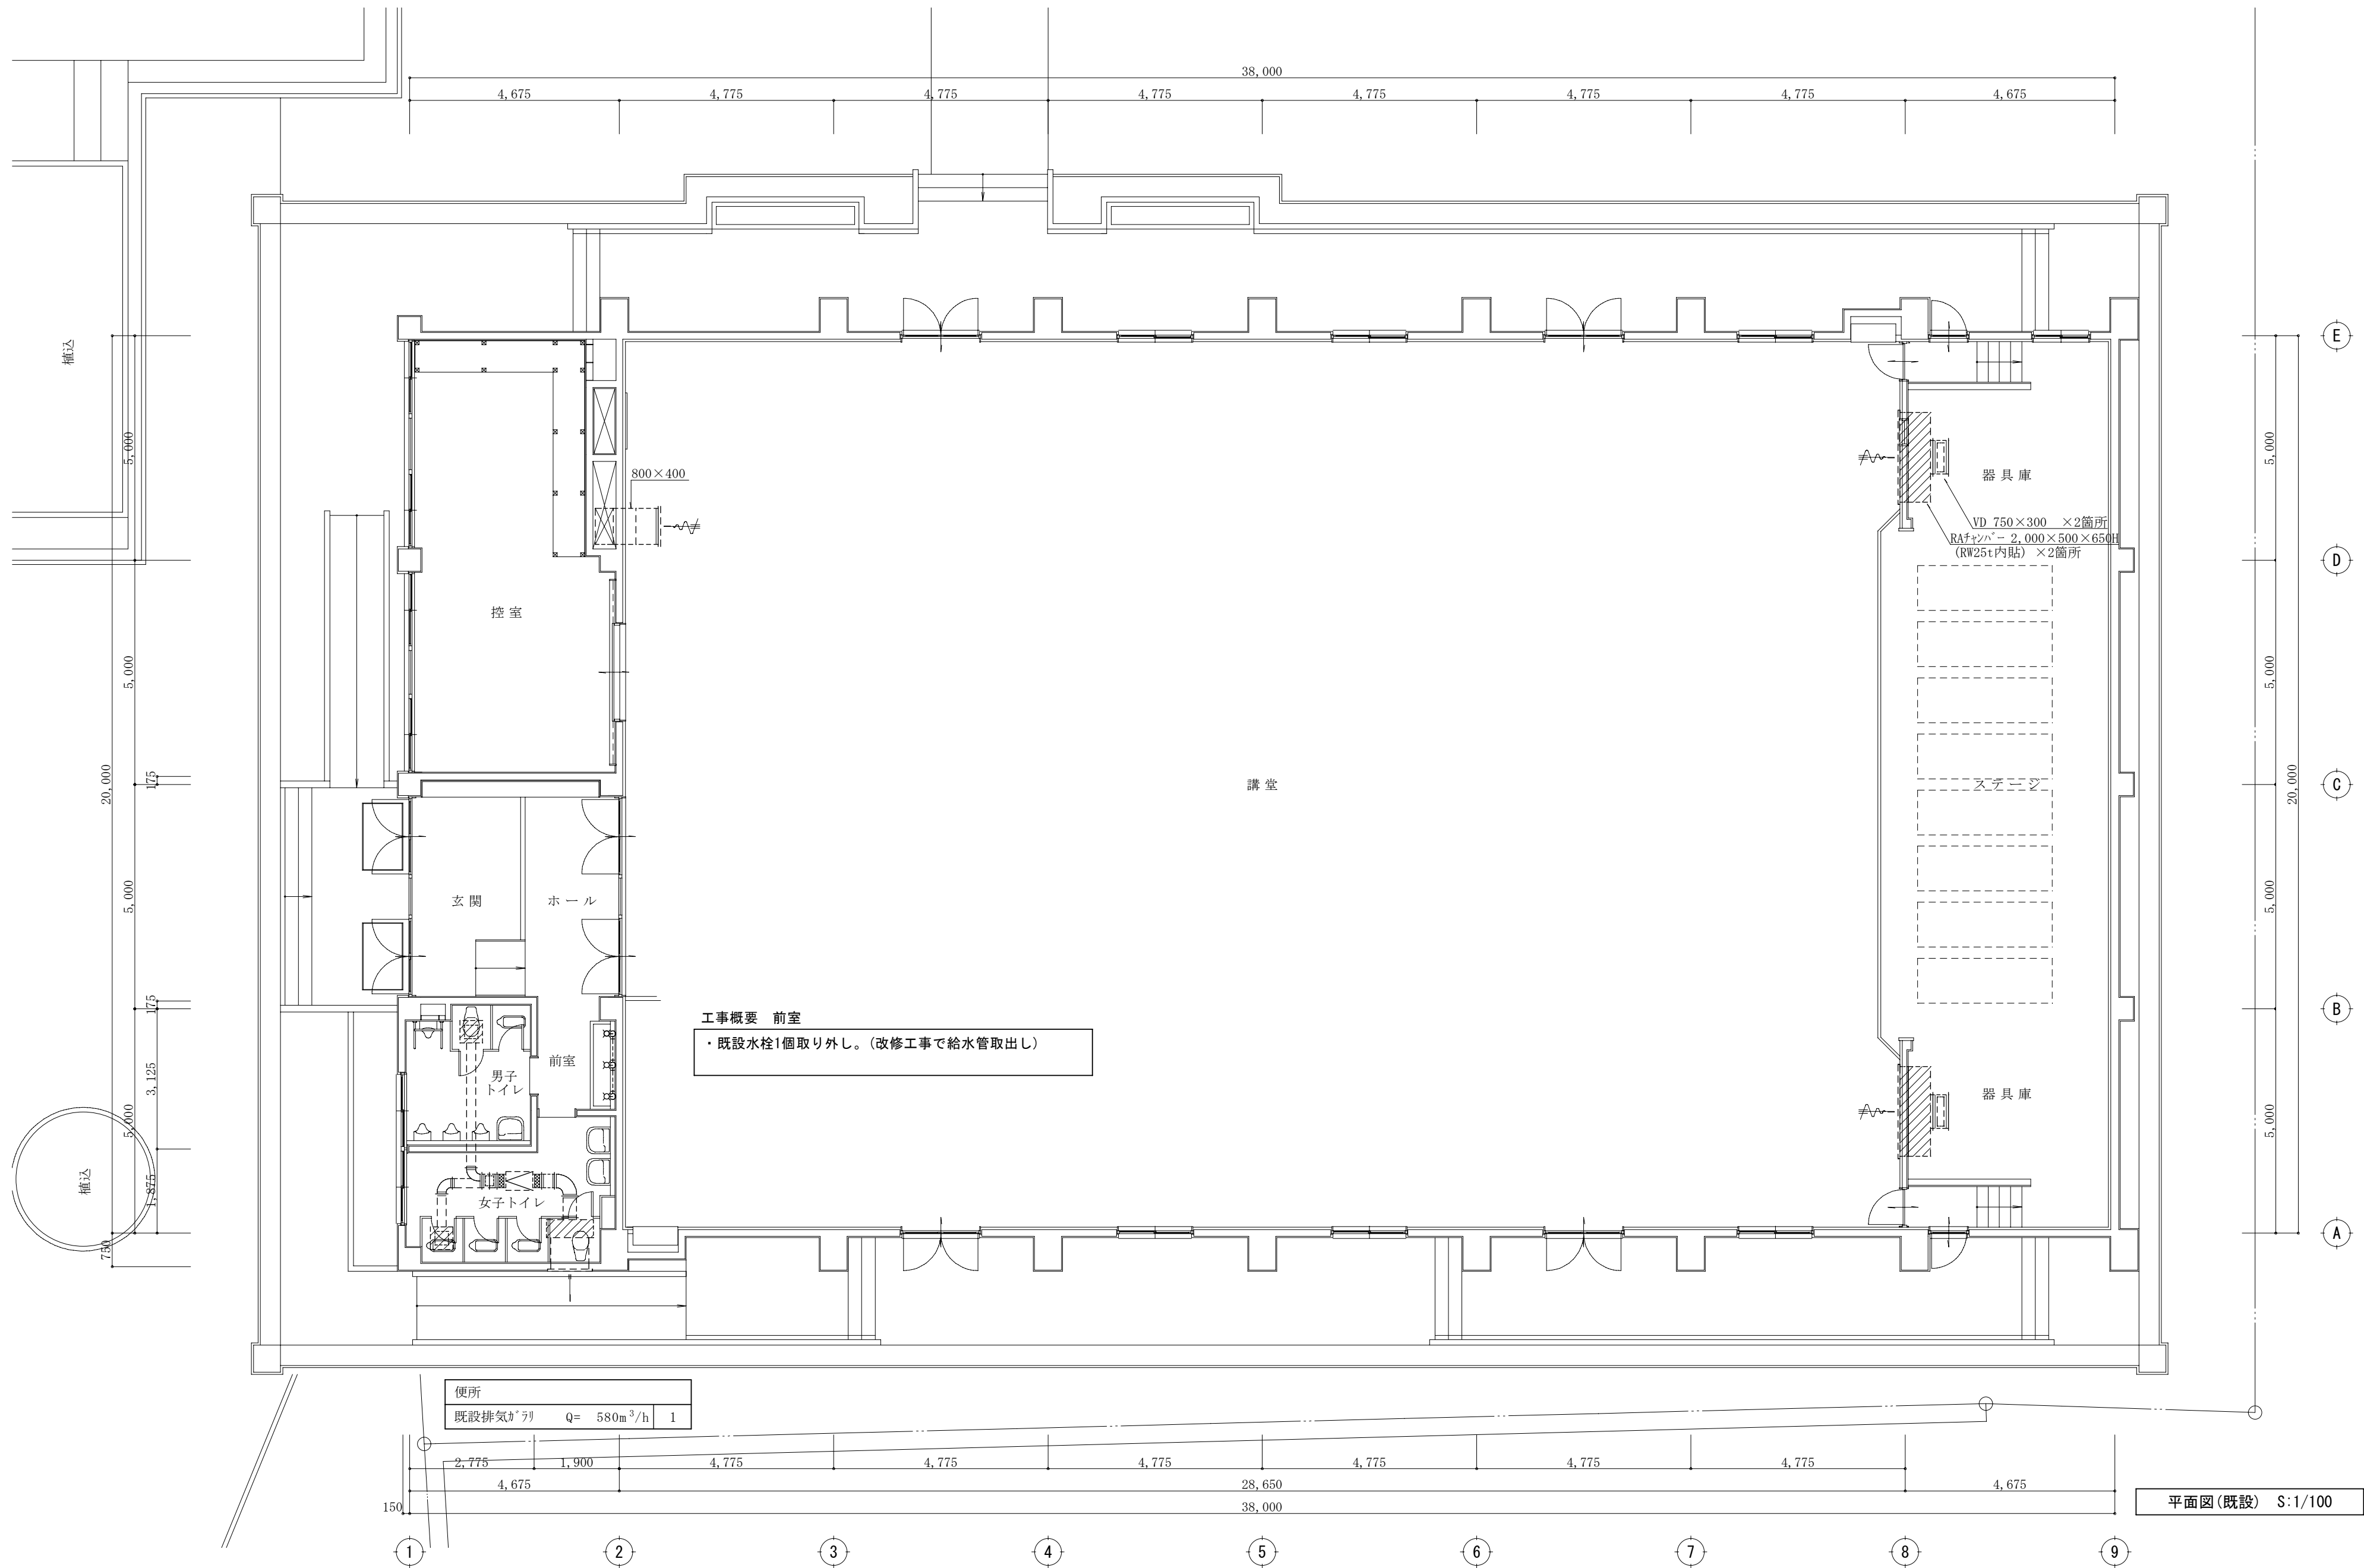 38,000
4,675
4,775
4,775
4,775
4,775
4,775
4,775
4,675
植込
5,000
5,000
20,000
175
5,000
175
3,125
5,000
1,875
750
植込
E
D
C
B
A
5,000
5,000
20,000
5,000
5,000
800×400
控室
器具庫
VD 750×300 ×2箇所
RAチャンバー 2,000×500×650H
(RW25t内貼) ×2箇所
講堂
ステージ
玄関
ホール
工事概要 前室
・既設水栓1個取り外し。(改修工事で給水管取出し)
前室
男子
トイレ
女子トイレ
器具庫
便所
既設排気ガラリ Q= 580m³/h 1
2,775
1,900
4,775
4,775
4,775
4,775
4,775
4,775
4,675
28,650
4,675
150
38,000
平面図(既設) S:1/100
1
2
3
4
5
6
7
8
9